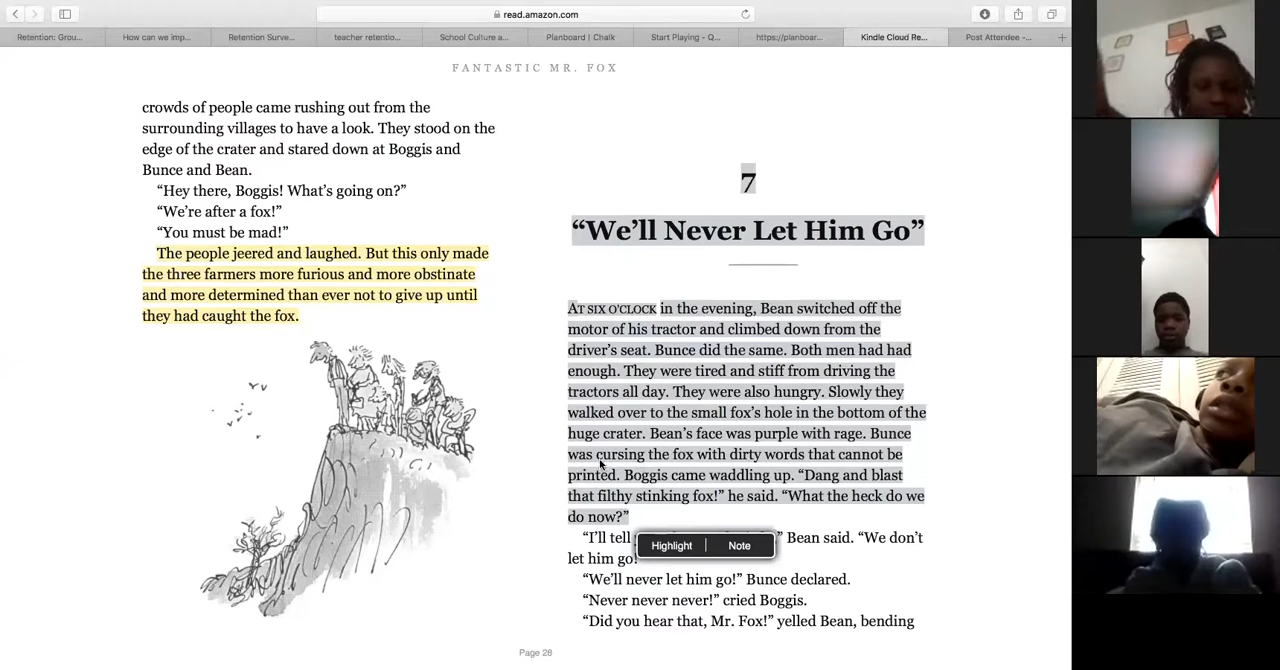 read.amazon.com
Retention: Grou...
How can we imp...
Retention Surve...
teacher retentio...
School Culture a...
Planboard | Chalk
Start Playing - Q...
https://planboar...
Kindle Cloud Re...
Post Attendee -...
FANTASTIC MR. FOX
crowds of people came rushing out from the
surrounding villages to have a look. They stood on the
edge of the crater and stared down at Boggis and
Bunce and Bean.
“Hey there, Boggis! What’s going on?”
“We’re after a fox!”
“You must be mad!”
The people jeered and laughed. But this only made
the three farmers more furious and more obstinate
and more determined than ever not to give up until
they had caught the fox.
7
“We’ll Never Let Him Go”
AT SIX O’CLOCK in the evening, Bean switched off the
motor of his tractor and climbed down from the
driver’s seat. Bunce did the same. Both men had had
enough. They were tired and stiff from driving the
tractors all day. They were also hungry. Slowly they
walked over to the small fox’s hole in the bottom of the
huge crater. Bean’s face was purple with rage. Bunce
was cursing the fox with dirty words that cannot be
printed. Boggis came waddling up. “Dang and blast
that filthy stinking fox!” he said. “What the heck do we
do now?”
“I’ll tell ” Bean said. “We don’t
Highlight | Note
let him go!
“We’ll never let him go!” Bunce declared.
“Never never never!” cried Boggis.
“Did you hear that, Mr. Fox!” yelled Bean, bending
Page 28